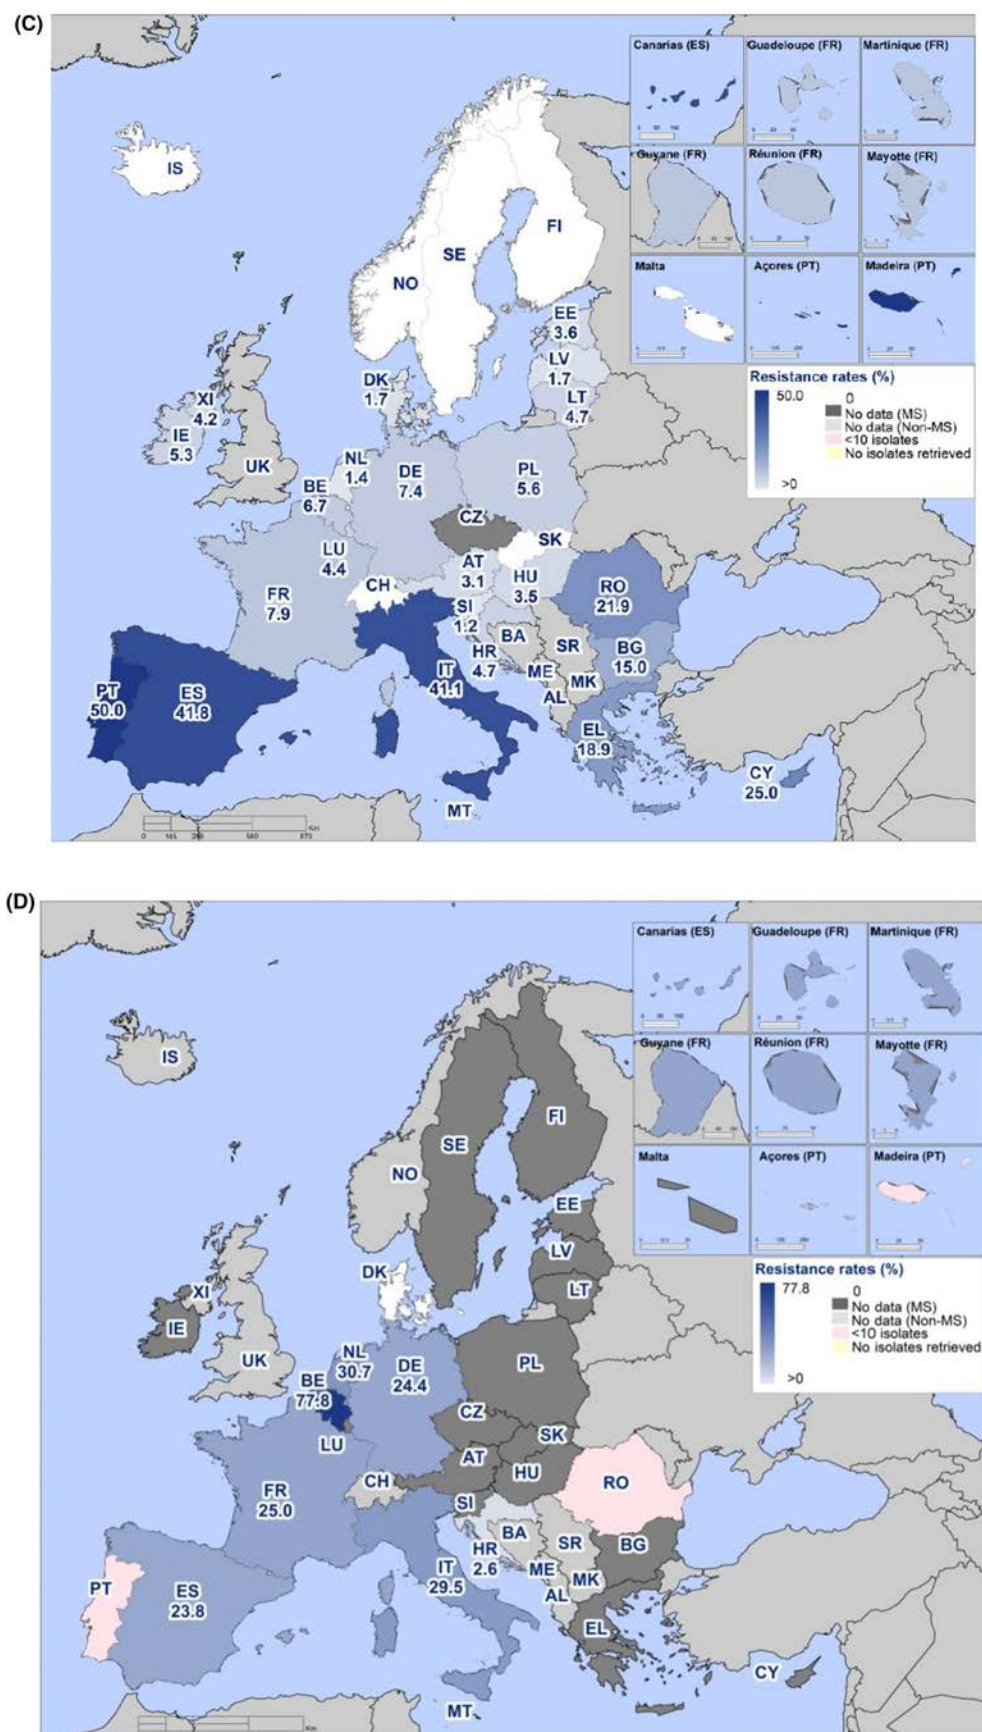 (C)
Canarias (ES)
Guadeloupe (FR)
Martinique (FR)
Guyane (FR)
Réunion (FR)
Mayotte (FR)
Malta
Açores (PT)
Madeira (PT)
IS
FI
SE
NO
EE
3.6
LV
1.7
LT
4.7
DK
1.7
XI
4.2
IE
5.3
UK
NL
1.4
BE
6.7
DE
7.4
PL
5.6
CZ
SK
LU
4.4
AT
3.1
HU
3.5
CH
FR
7.9
SI
1.2
RO
21.9
BA
SR
BG
15.0
HR
4.7
ME
MK
AL
IT
41.1
PT
50.0
ES
41.8
EL
18.9
CY
25.0
MT
Resistance rates (%)
50.0
>0
0
No data (MS)
No data (Non-MS)
<10 isolates
No isolates retrieved
Km
(D)
Canarias (ES)
Guadeloupe (FR)
Martinique (FR)
Guyane (FR)
Réunion (FR)
Mayotte (FR)
Malta
Açores (PT)
Madeira (PT)
IS
FI
SE
NO
EE
LV
LT
DK
XI
IE
UK
NL
30.7
BE
77.8
DE
24.4
PL
CZ
SK
LU
AT
HU
CH
FR
25.0
SI
RO
BA
SR
BG
HR
2.6
ME
MK
AL
IT
29.5
PT
ES
23.8
EL
CY
MT
Resistance rates (%)
77.8
>0
0
No data (MS)
No data (Non-MS)
<10 isolates
No isolates retrieved
Km